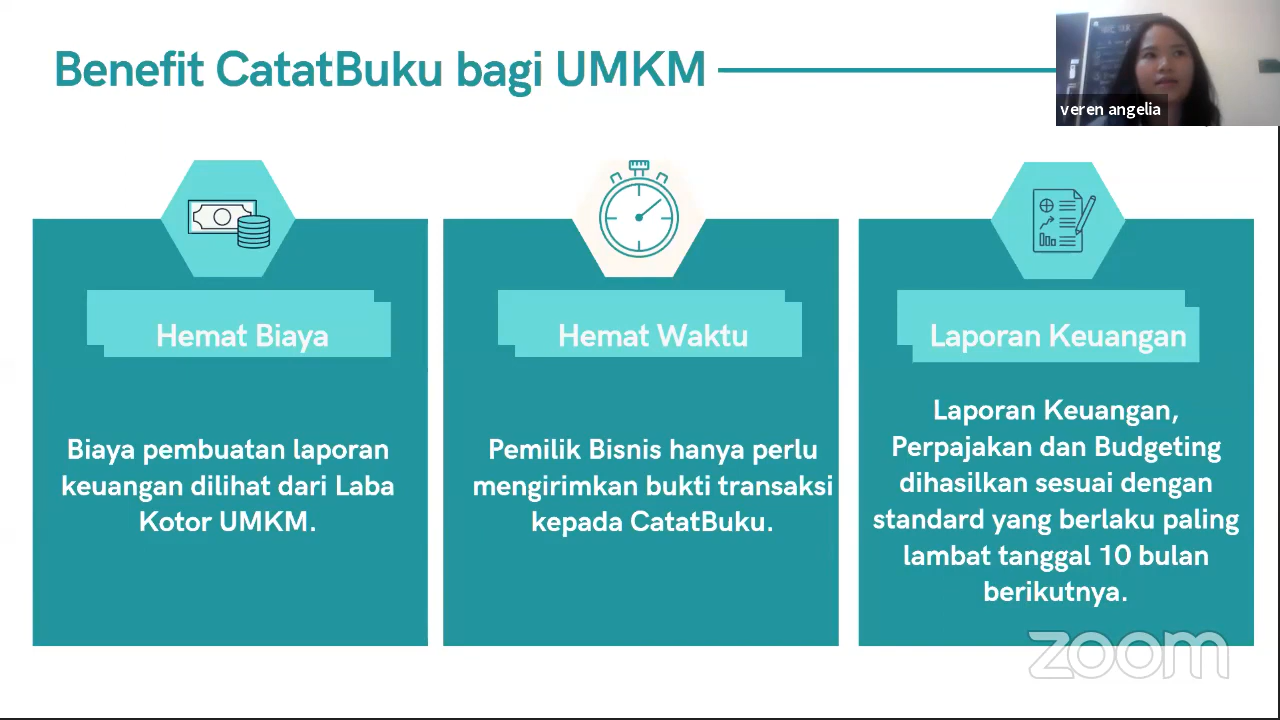 Benefit CatatBuku bagi UMKM
veren angelia
Hemat Biaya
Biaya pembuatan laporan
keuangan dilihat dari Laba
Kotor UMKM.
Hemat Waktu
Pemilik Bisnis hanya perlu
mengirimkan bukti transaksi
kepada CatatBuku.
Laporan Keuangan
Laporan Keuangan,
Perpajakan dan Budgeting
dihasilkan sesuai dengan
standard yang berlaku paling
lambat tanggal 10 bulan
berikutnya.
zoom